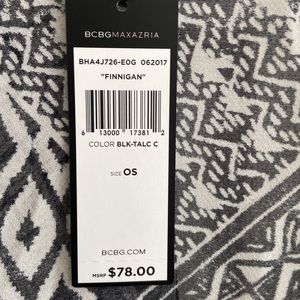 BCBGMAXAZRIA
BHA4J726-E0G 062017
"FINNIGAN"
6 13000 17381 2
COLOR BLK-TALC C
SIZE OS
BCBG.COM
MSRP $78.00